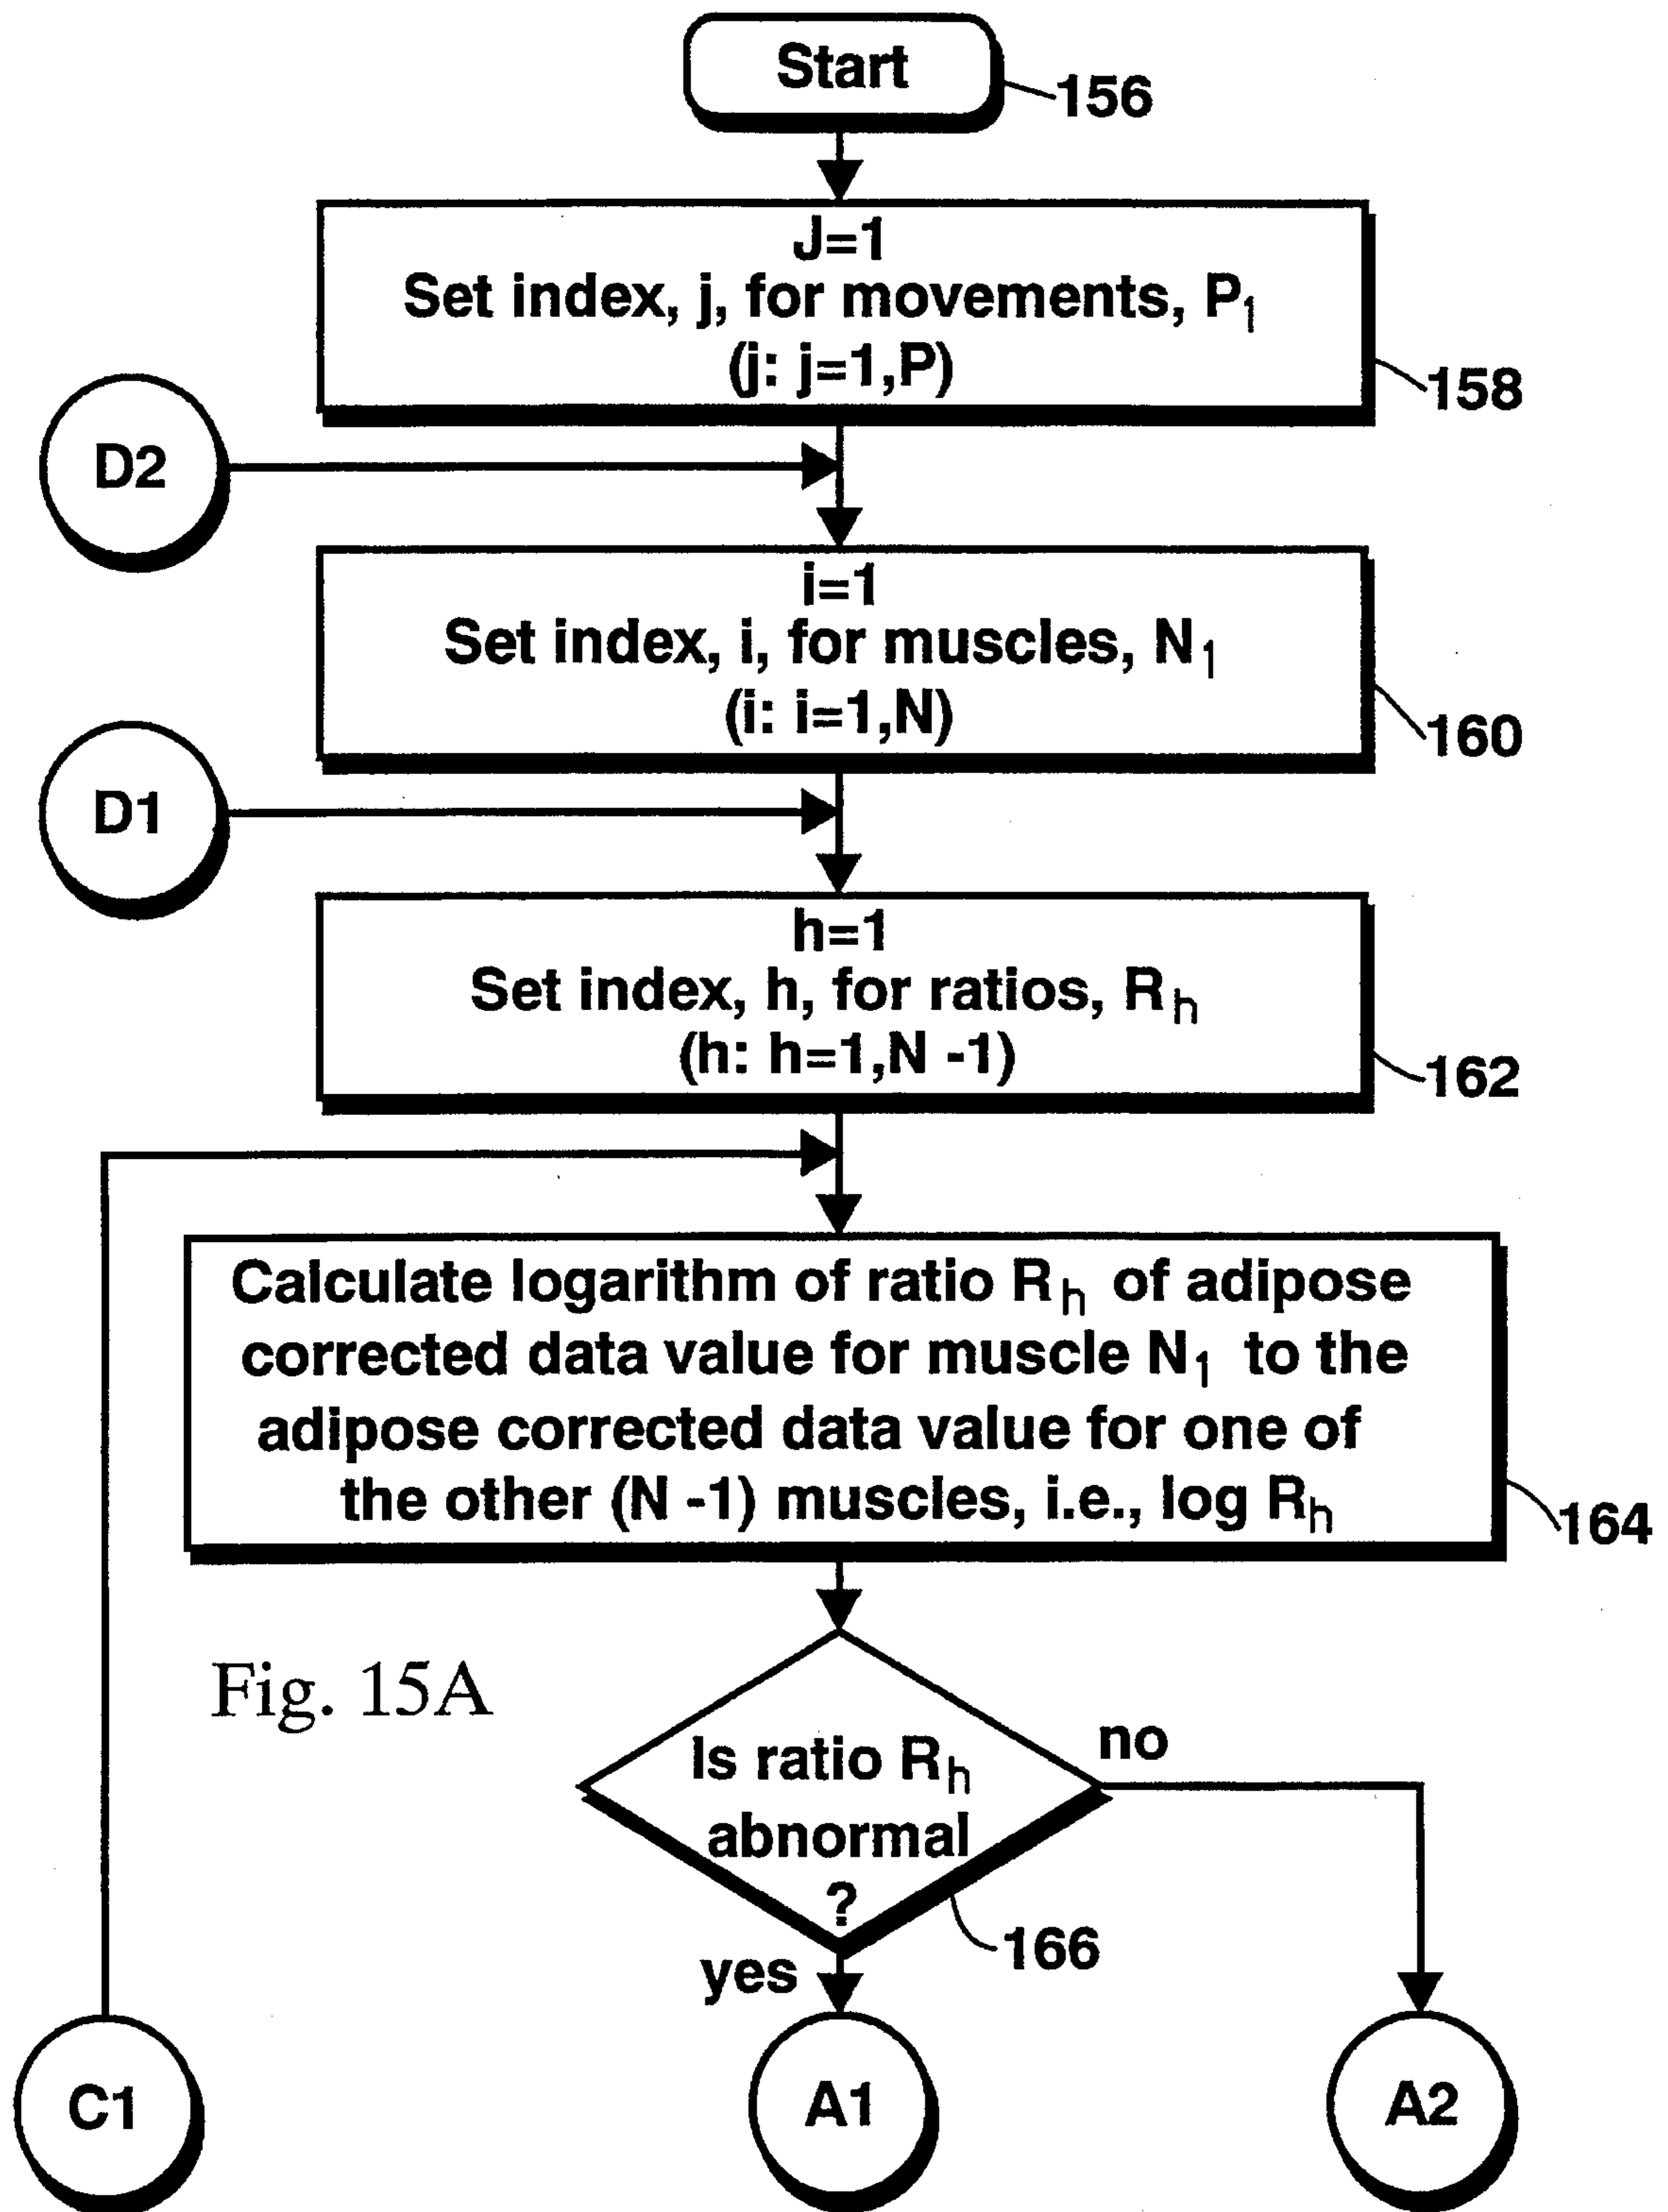 Start
156
J=1
Set index, j, for movements, P₁
(j: j=1,P)
158
D2
i=1
Set index, i, for muscles, N₁
(i: i=1,N)
160
D1
h=1
Set index, h, for ratios, Rₕ
(h: h=1,N -1)
162
Calculate logarithm of ratio Rₕ of adipose
corrected data value for muscle N₁ to the
adipose corrected data value for one of
the other (N -1) muscles, i.e., log Rₕ
164
Fig. 15A
Is ratio Rₕ
abnormal
?
no
166
yes
C1
A1
A2